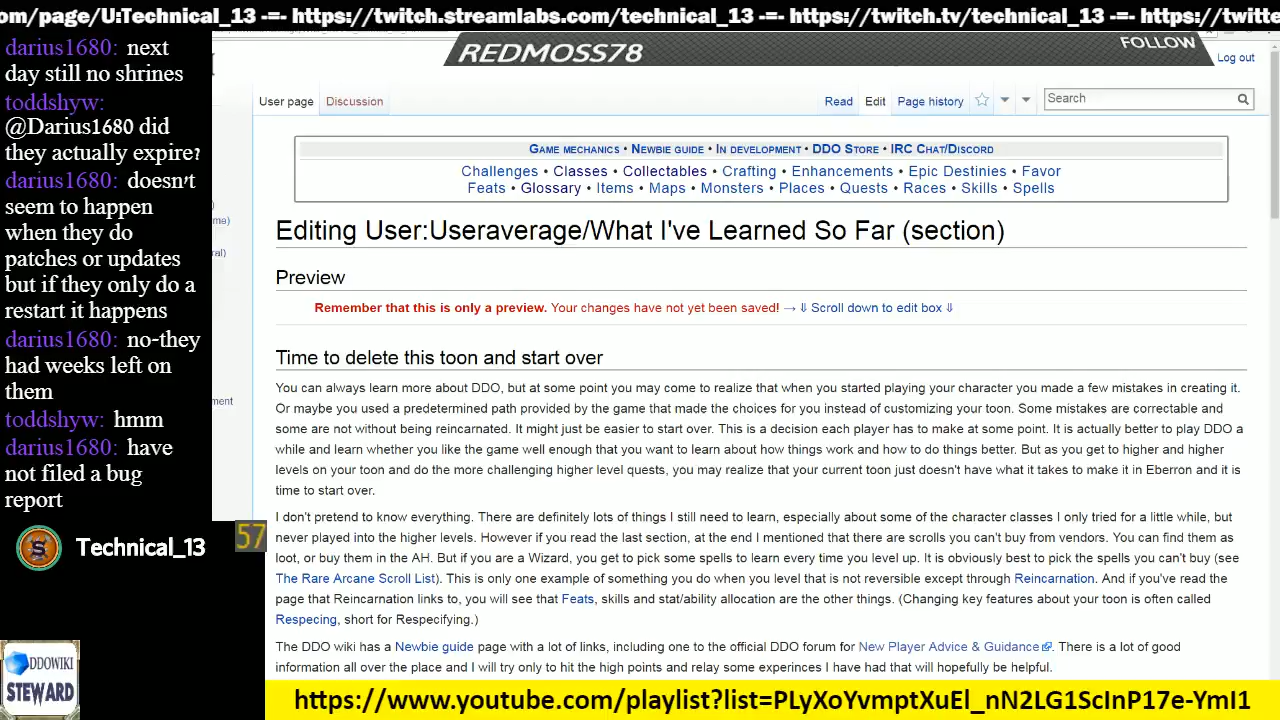 om/page/U:Technical_13 -=- https://twitch.streamlabs.com/technical_13 -=- https://twitch.tv/technical_13 -=- https://twitte
darius1680: next
day still no shrines
toddshyw:
@Darius1680 did
they actually expire?
darius1680: doesn't
seem to happen
when they do
patches or updates
but if they only do a
restart it happens
darius1680: no-they
had weeks left on
them
toddshyw: hmm
darius1680: have
not filed a bug
report
Technical_13
57
DDOWIKI
STEWARD
me)
ral)
ment
REDMOSS78
FOLLOW
Log out
User page Discussion Read Edit Page history Search
Game mechanics • Newbie guide • In development • DDO Store • IRC Chat/Discord
Challenges • Classes • Collectables • Crafting • Enhancements • Epic Destinies • Favor
Feats • Glossary • Items • Maps • Monsters • Places • Quests • Races • Skills • Spells
Editing User:Useraverage/What I've Learned So Far (section)
Preview
Remember that this is only a preview. Your changes have not yet been saved! → ⇓ Scroll down to edit box ⇓
Time to delete this toon and start over
You can always learn more about DDO, but at some point you may come to realize that when you started playing your character you made a few mistakes in creating it.
Or maybe you used a predetermined path provided by the game that made the choices for you instead of customizing your toon. Some mistakes are correctable and
some are not without being reincarnated. It might just be easier to start over. This is a decision each player has to make at some point. It is actually better to play DDO a
while and learn whether you like the game well enough that you want to learn about how things work and how to do things better. But as you get to higher and higher
levels on your toon and do the more challenging higher level quests, you may realize that your current toon just doesn't have what it takes to make it in Eberron and it is
time to start over.
I don't pretend to know everything. There are definitely lots of things I still need to learn, especially about some of the character classes I only tried for a little while, but
never played into the higher levels. However if you read the last section, at the end I mentioned that there are scrolls you can't buy from vendors. You can find them as
loot, or buy them in the AH. But if you are a Wizard, you get to pick some spells to learn every time you level up. It is obviously best to pick the spells you can't buy (see
The Rare Arcane Scroll List). This is only one example of something you do when you level that is not reversible except through Reincarnation. And if you've read the
page that Reincarnation links to, you will see that Feats, skills and stat/ability allocation are the other things. (Changing key features about your toon is often called
Respecing, short for Respecifying.)
The DDO wiki has a Newbie guide page with a lot of links, including one to the official DDO forum for New Player Advice & Guidance. There is a lot of good
information all over the place and I will try only to hit the high points and relay some experinces I have had that will hopefully be helpful.
https://www.youtube.com/playlist?list=PLyXoYvmptXuEl_nN2LG1ScInP17e-YmI1